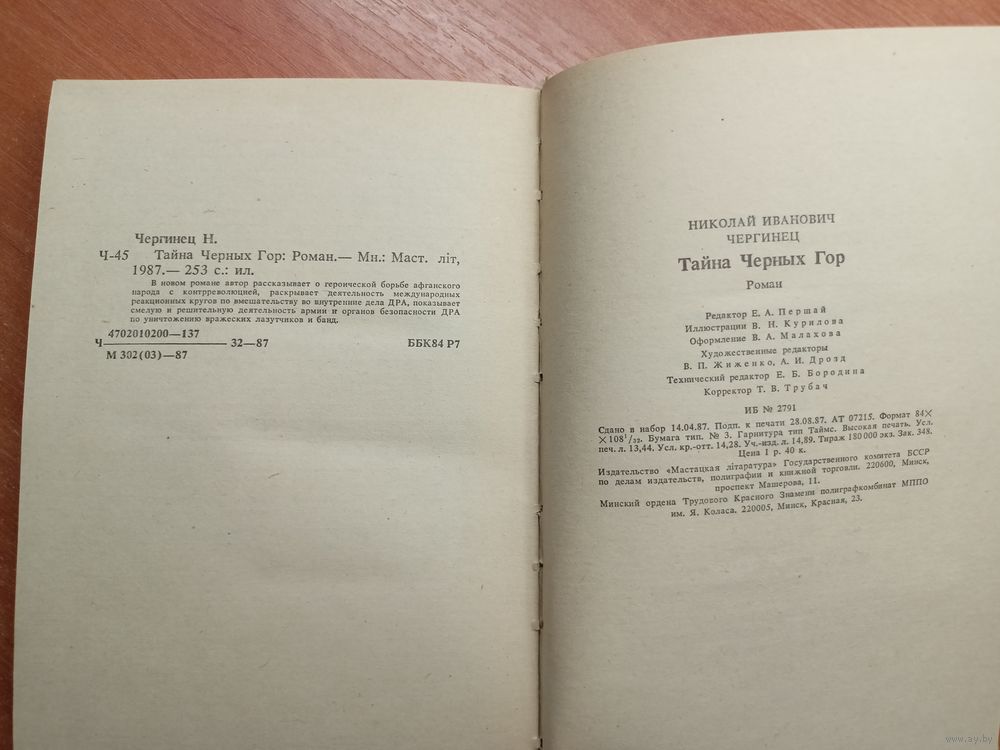 Чергинец Н.
Ч-45 Тайна Черных Гор: Роман.— Мн.: Маст. літ,
1987.— 253 с.: ил.
В новом романе автор рассказывает о героической борьбе афганского
народа с контрреволюцией, раскрывает деятельность международных
реакционных кругов по вмешательству во внутренние дела ДРА, показывает
смелую и решительную деятельность армии и органов безопасности ДРА
по уничтожению вражеских лазутчиков и банд.
4702010200—137
Ч 32—87 ББК84 Р7
М 302(03)—87
НИКОЛАЙ ИВАНОВИЧ
ЧЕРГИНЕЦ
Тайна Черных Гор
Роман
Редактор Е. А. Першай
Иллюстрации В. Н. Курилова
Оформление В. А. Малахова
Художественные редакторы
В. П. Жиженко, А. И. Дрозд
Технический редактор Е. Б. Бородина
Корректор Т. В. Трубач
ИБ № 2791
Сдано в набор 14.04.87. Подп. к печати 28.08.87. АТ 07215. Формат 84×
×108¹/₃₂. Бумага тип. № 3. Гарнитура тип Таймс. Высокая печать. Усл.
печ. л. 13,44. Усл. кр.-отт. 14,28. Уч.-изд. л. 14,89. Тираж 180 000 экз. Зак. 348.
Цена 1 р. 40 к.
Издательство «Мастацкая літаратура» Государственного комитета БССР
по делам издательств, полиграфии и книжной торговли. 220600, Минск,
проспект Машерова, 11.
Минский ордена Трудового Красного Знамени полиграфкомбинат МППО
им. Я. Коласа. 220005, Минск, Красная, 23.
www.ay.by